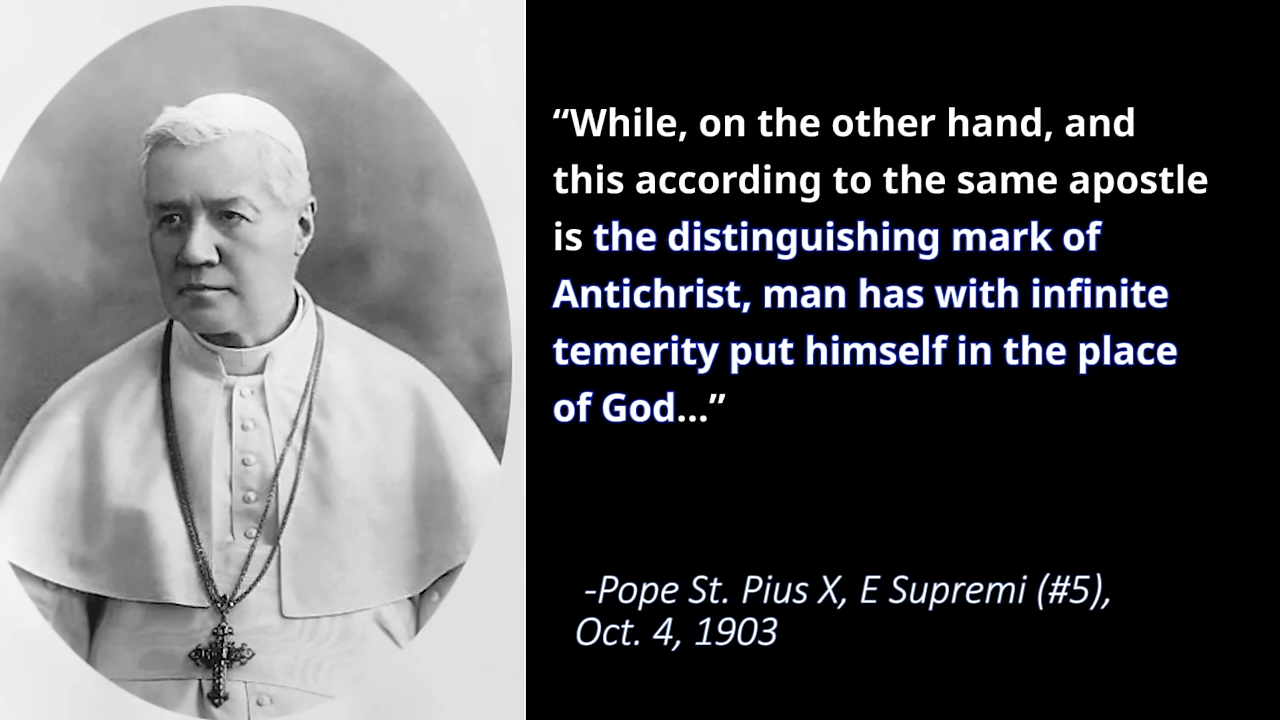 “While, on the other hand, and
this according to the same apostle
is the distinguishing mark of
Antichrist, man has with infinite
temerity put himself in the place
of God...”
-Pope St. Pius X, E Supremi (#5),
Oct. 4, 1903